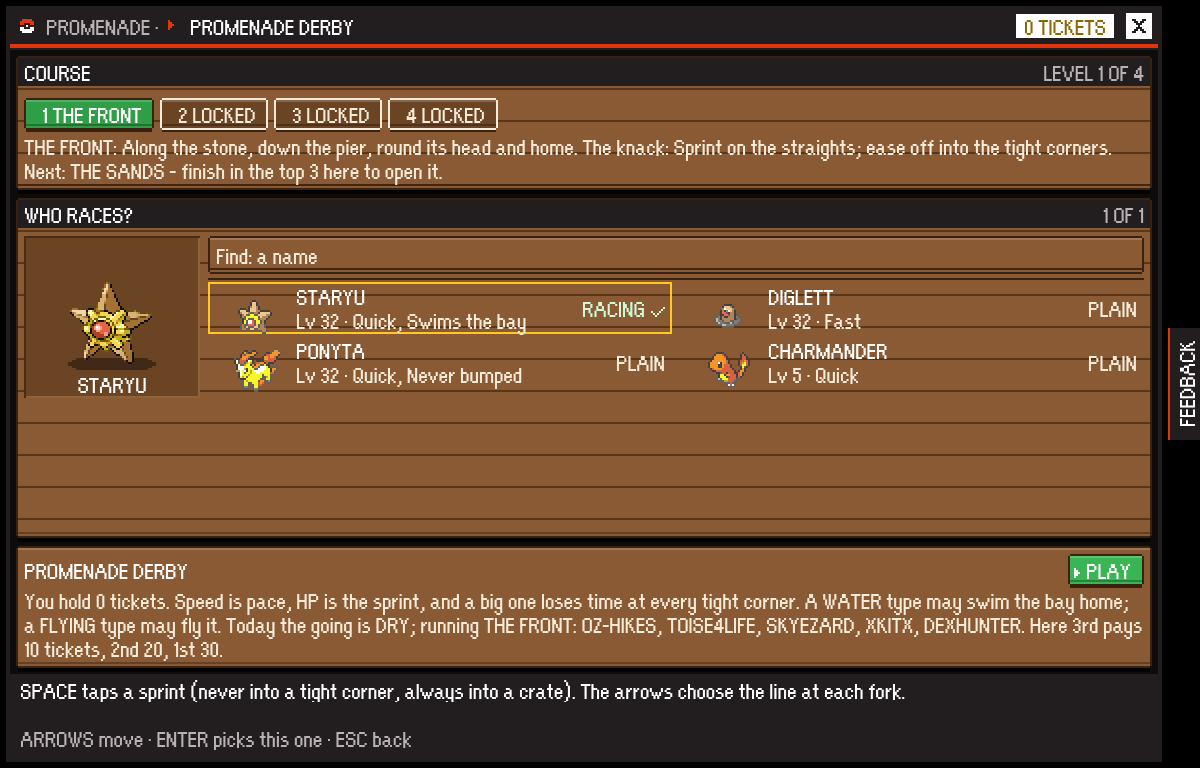 PROMENADE · PROMENADE DERBY
0 TICKETS X
COURSE
LEVEL 1 OF 4
1 THE FRONT
2 LOCKED
3 LOCKED
4 LOCKED
THE FRONT: Along the stone, down the pier, round its head and home. The knack: Sprint on the straights; ease off into the tight corners.
Next: THE SANDS - finish in the top 3 here to open it.
WHO RACES?
1 OF 1
STARYU
Find: a name
STARYU
Lv 32 · Quick, Swims the bay
RACING ✓
DIGLETT
Lv 32 · Fast
PLAIN
PONYTA
Lv 32 · Quick, Never bumped
PLAIN
CHARMANDER
Lv 5 · Quick
PLAIN
PROMENADE DERBY
PLAY
You hold 0 tickets. Speed is pace, HP is the sprint, and a big one loses time at every tight corner. A WATER type may swim the bay home;
a FLYING type may fly it. Today the going is DRY; running THE FRONT: OZ-HIKES, TOISE4LIFE, SKYEZARD, XKITX, DEXHUNTER. Here 3rd pays
10 tickets, 2nd 20, 1st 30.
SPACE taps a sprint (never into a tight corner, always into a crate). The arrows choose the line at each fork.
ARROWS move · ENTER picks this one · ESC back
FEEDBACK